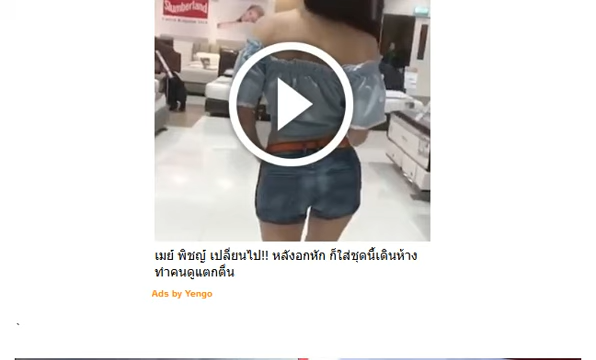 Slumberland
เมย์ พิชญ์ เปลี่ยนไป!! หลังอกหัก ก็ใส่ชุดนี้เดินห้าง
ทำคนดูแตกตื่น
Ads by Yengo